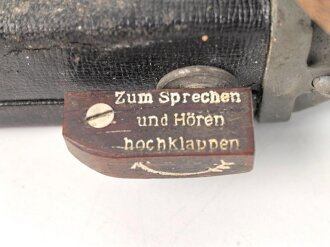 Zum Sprechen
und Hören
hochklappen